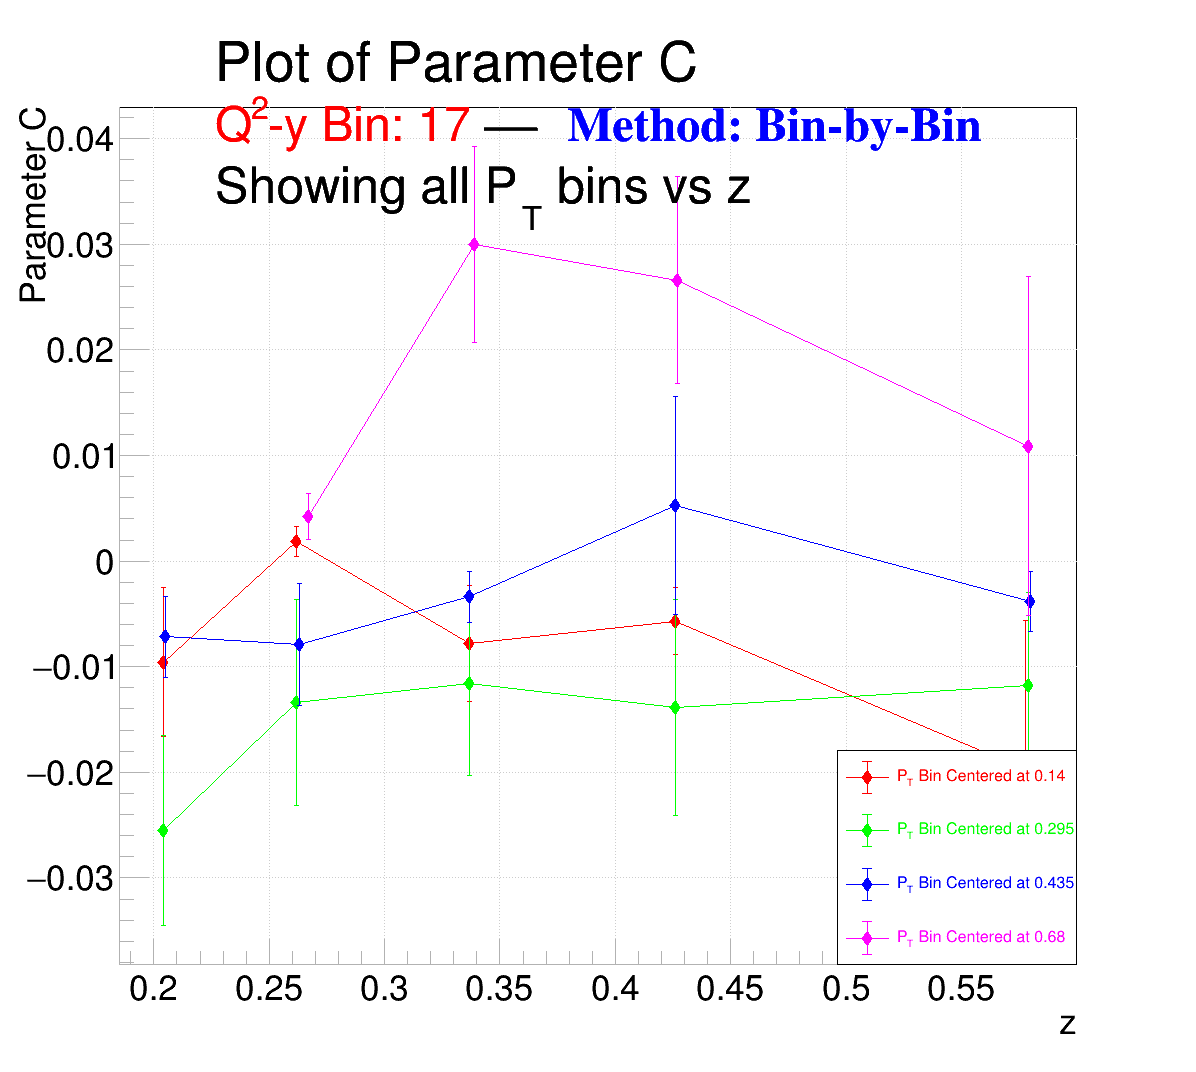 Plot of Parameter C
Q²-y Bin: 17 — Method: Bin-by-Bin
Showing all P_T bins vs z
Parameter C
0.04
0.03
0.02
0.01
0
−0.01
−0.02
−0.03
P_T Bin Centered at 0.14
P_T Bin Centered at 0.295
P_T Bin Centered at 0.435
P_T Bin Centered at 0.68
0.2 0.25 0.3 0.35 0.4 0.45 0.5 0.55
z